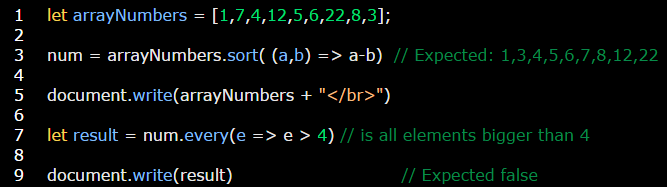 1 let arrayNumbers = [1,7,4,12,5,6,22,8,3];
2
3 num = arrayNumbers.sort( (a,b) => a-b) // Expected: 1,3,4,5,6,7,8,12,22
4
5 document.write(arrayNumbers + "</br>")
6
7 let result = num.every(e => e > 4) // is all elements bigger than 4
8
9 document.write(result) // Expected false